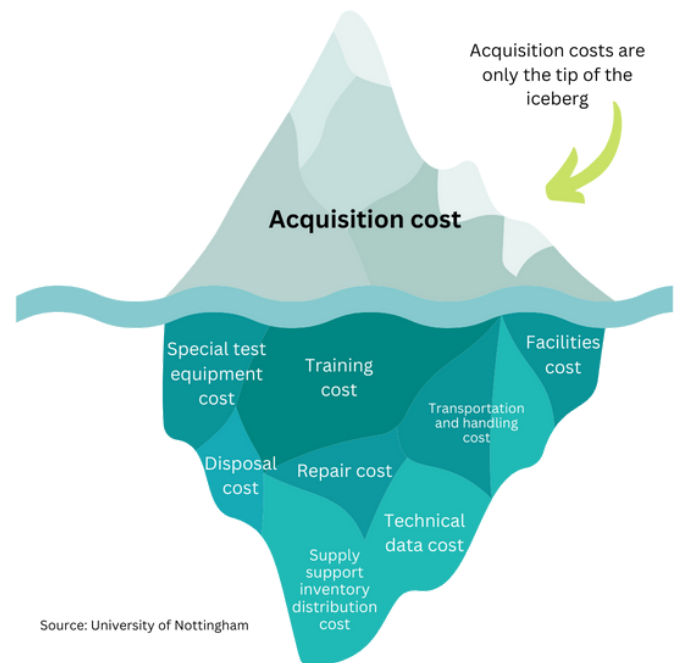 Acquisition costs are
only the tip of the
iceberg
Acquisition cost
Special test
equipment
cost
Training
cost
Facilities
cost
Transportation
and handling
cost
Disposal
cost
Repair cost
Technical
data cost
Supply
support
inventory
distribution
cost
Source: University of Nottingham